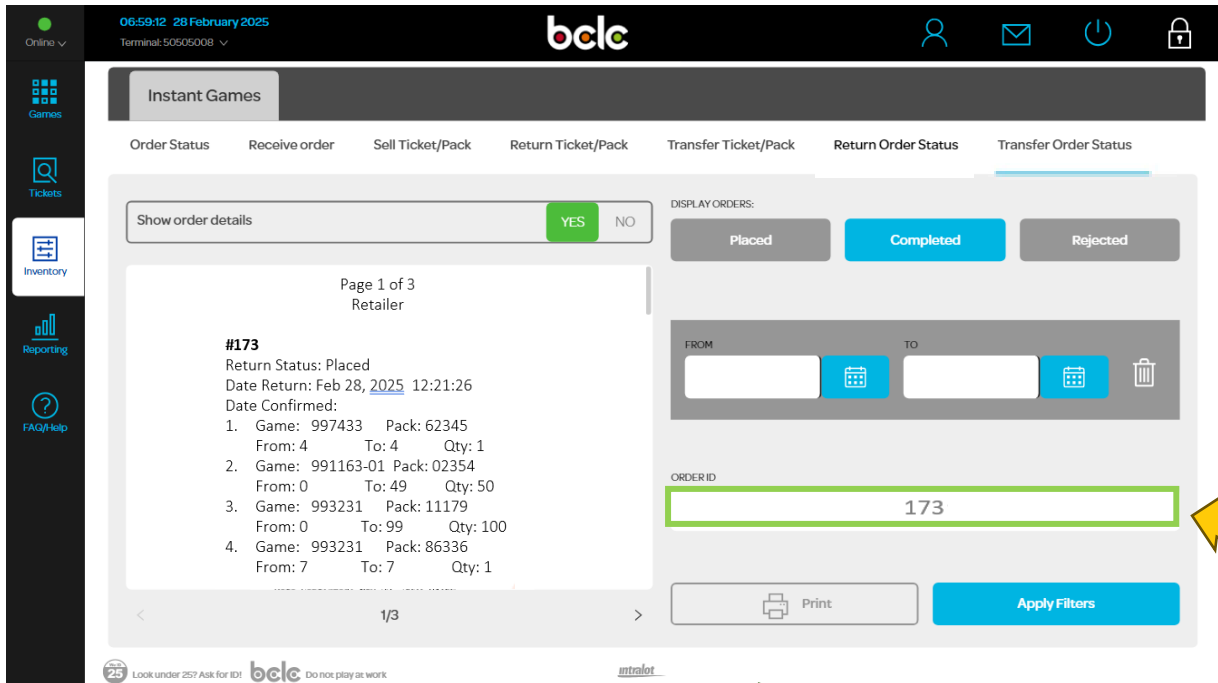 Online
06:59:12 28 February 2025
Terminal: 50505008
bclc
Games
Tickets
Inventory
Reporting
FAQ/Help
Instant Games
Order Status Receive order Sell Ticket/Pack Return Ticket/Pack Transfer Ticket/Pack Return Order Status Transfer Order Status
Show order details YES NO
Page 1 of 3
Retailer
#173
Return Status: Placed
Date Return: Feb 28, 2025 12:21:26
Date Confirmed:
1. Game: 997433 Pack: 62345
From: 4 To: 4 Qty: 1
2. Game: 991163-01 Pack: 02354
From: 0 To: 49 Qty: 50
3. Game: 993231 Pack: 11179
From: 0 To: 99 Qty: 100
4. Game: 993231 Pack: 86336
From: 7 To: 7 Qty: 1
< 1/3 >
DISPLAY ORDERS:
Placed Completed Rejected
FROM TO
ORDER ID
173
Print Apply Filters
25 Look under 25? Ask for ID! bclc Do not play at work intralot